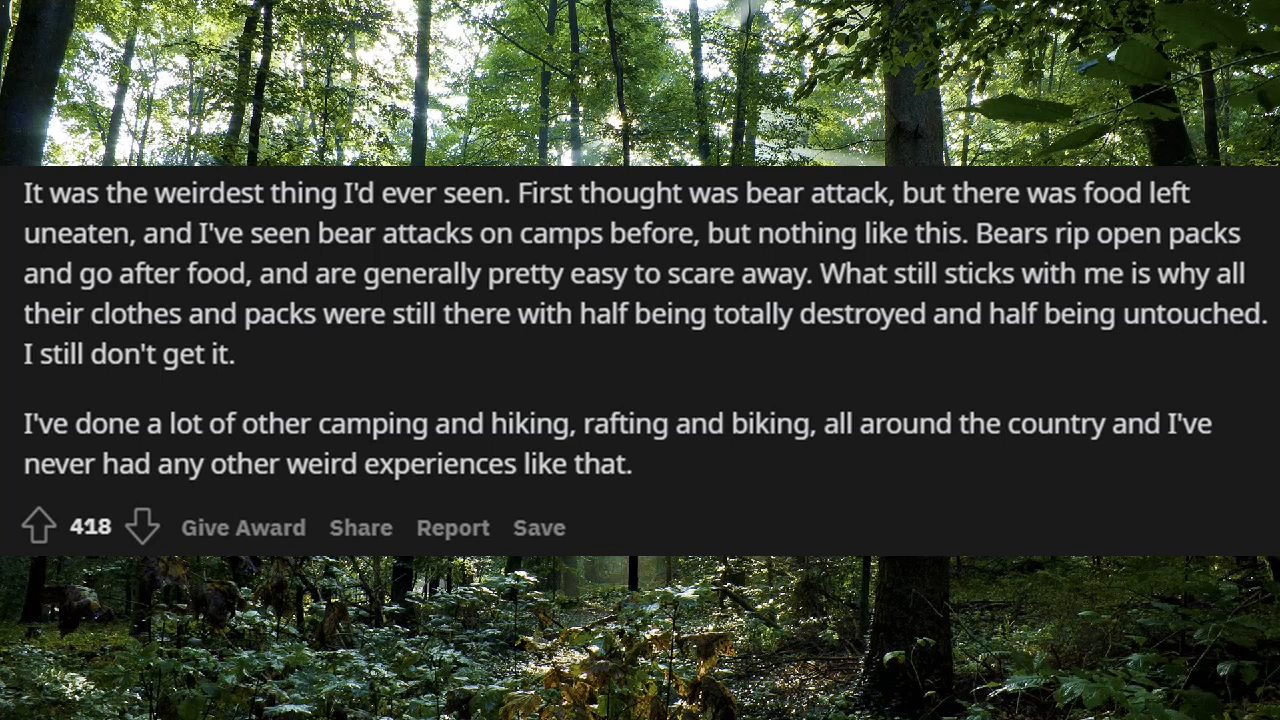 It was the weirdest thing I'd ever seen. First thought was bear attack, but there was food left
uneaten, and I've seen bear attacks on camps before, but nothing like this. Bears rip open packs
and go after food, and are generally pretty easy to scare away. What still sticks with me is why all
their clothes and packs were still there with half being totally destroyed and half being untouched.
I still don't get it.
I've done a lot of other camping and hiking, rafting and biking, all around the country and I've
never had any other weird experiences like that.
418 Give Award Share Report Save